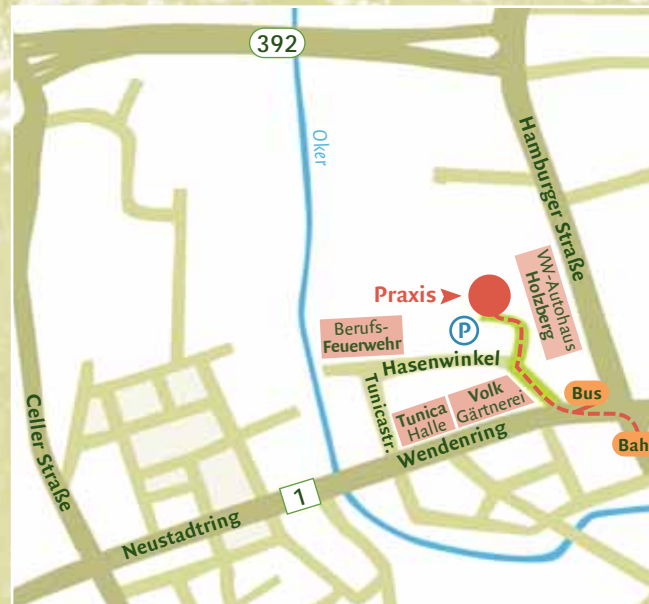 392
Oker
Hamburger Straße
VW-Autohaus
Holzberg
Praxis
P
Berufs-
Feuerwehr
Hasenwinkel
Tunicastr.
Volk
Gärtnerei
Tunica
Halle
Bus
Bah
Wendenring
Celler Straße
1
Neustadtring